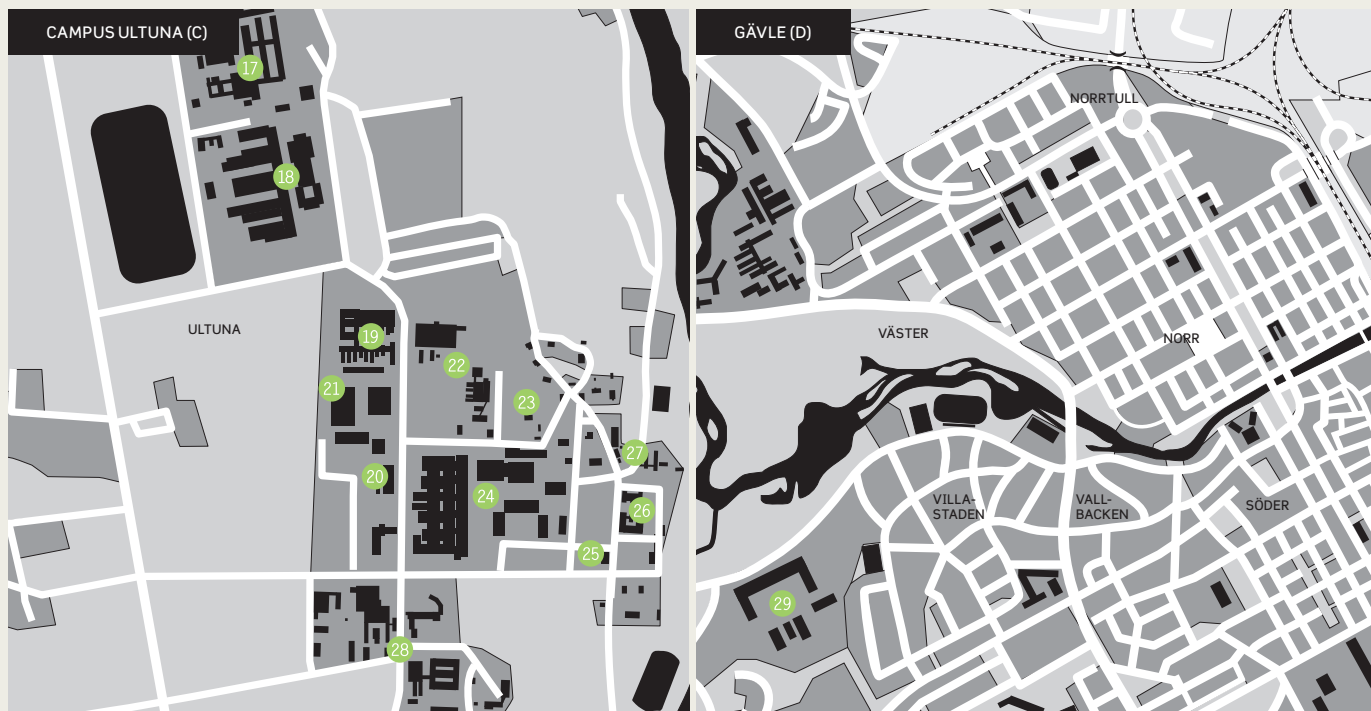 CAMPUS ULTUNA (C)
17
18
ULTUNA
19
22
21
23
27
20
24
26
25
28
GÄVLE (D)
NORRTULL
VÄSTER
NORR
VILLA-
STADEN
VALL-
BACKEN
SÖDER
29